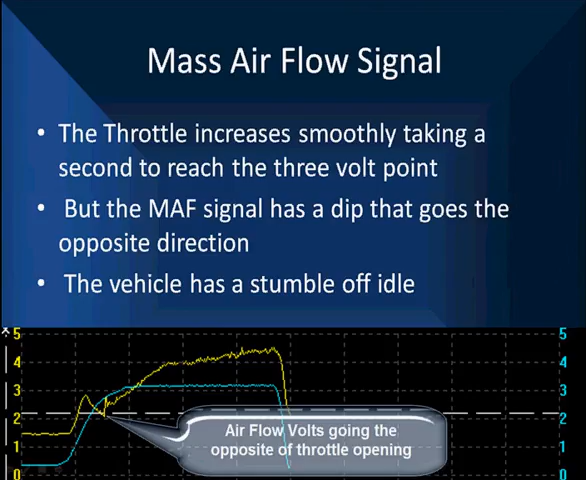 Mass Air Flow Signal
• The Throttle increases smoothly taking a
second to reach the three volt point
• But the MAF signal has a dip that goes the
opposite direction
• The vehicle has a stumble off idle
x
5 5
4 4
3 3
2 2
1 1
0 0
Air Flow Volts going the
opposite of throttle opening